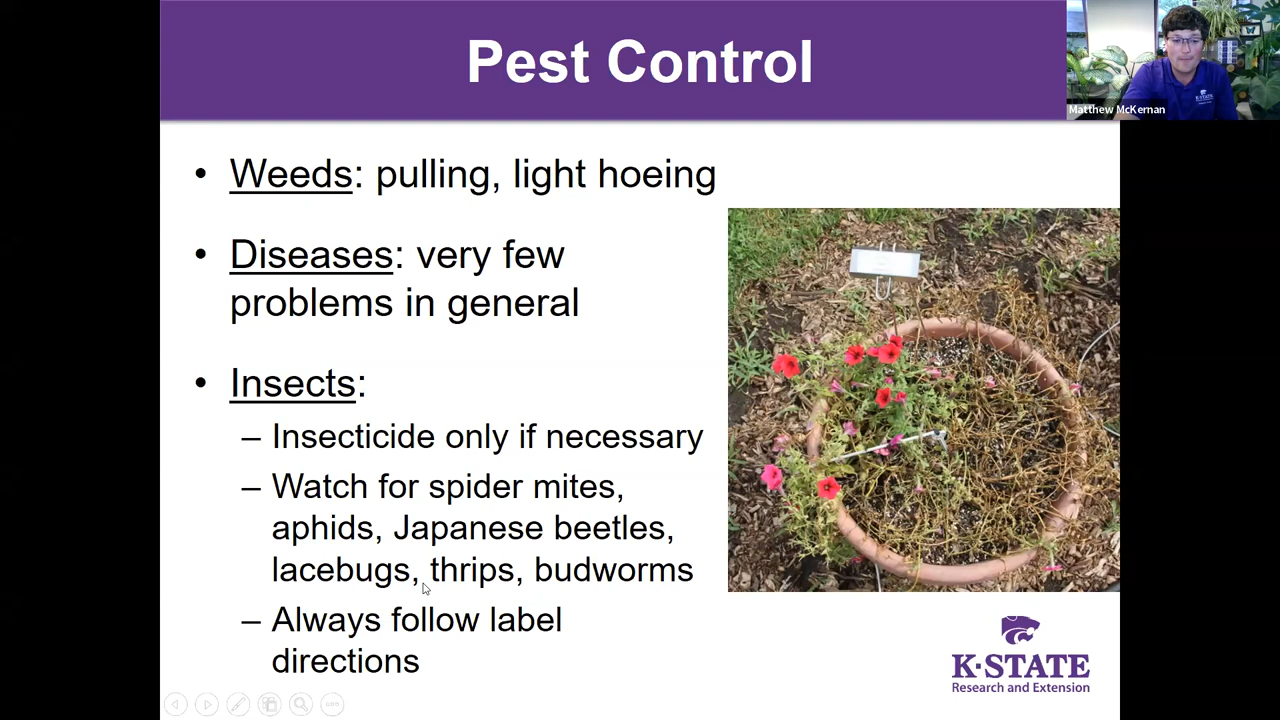 Pest Control
Matthew McKernan
K-STATE
• Weeds: pulling, light hoeing
• Diseases: very few
problems in general
• Insects:
– Insecticide only if necessary
– Watch for spider mites,
aphids, Japanese beetles,
lacebugs, thrips, budworms
– Always follow label
directions
K-STATE
Research and Extension